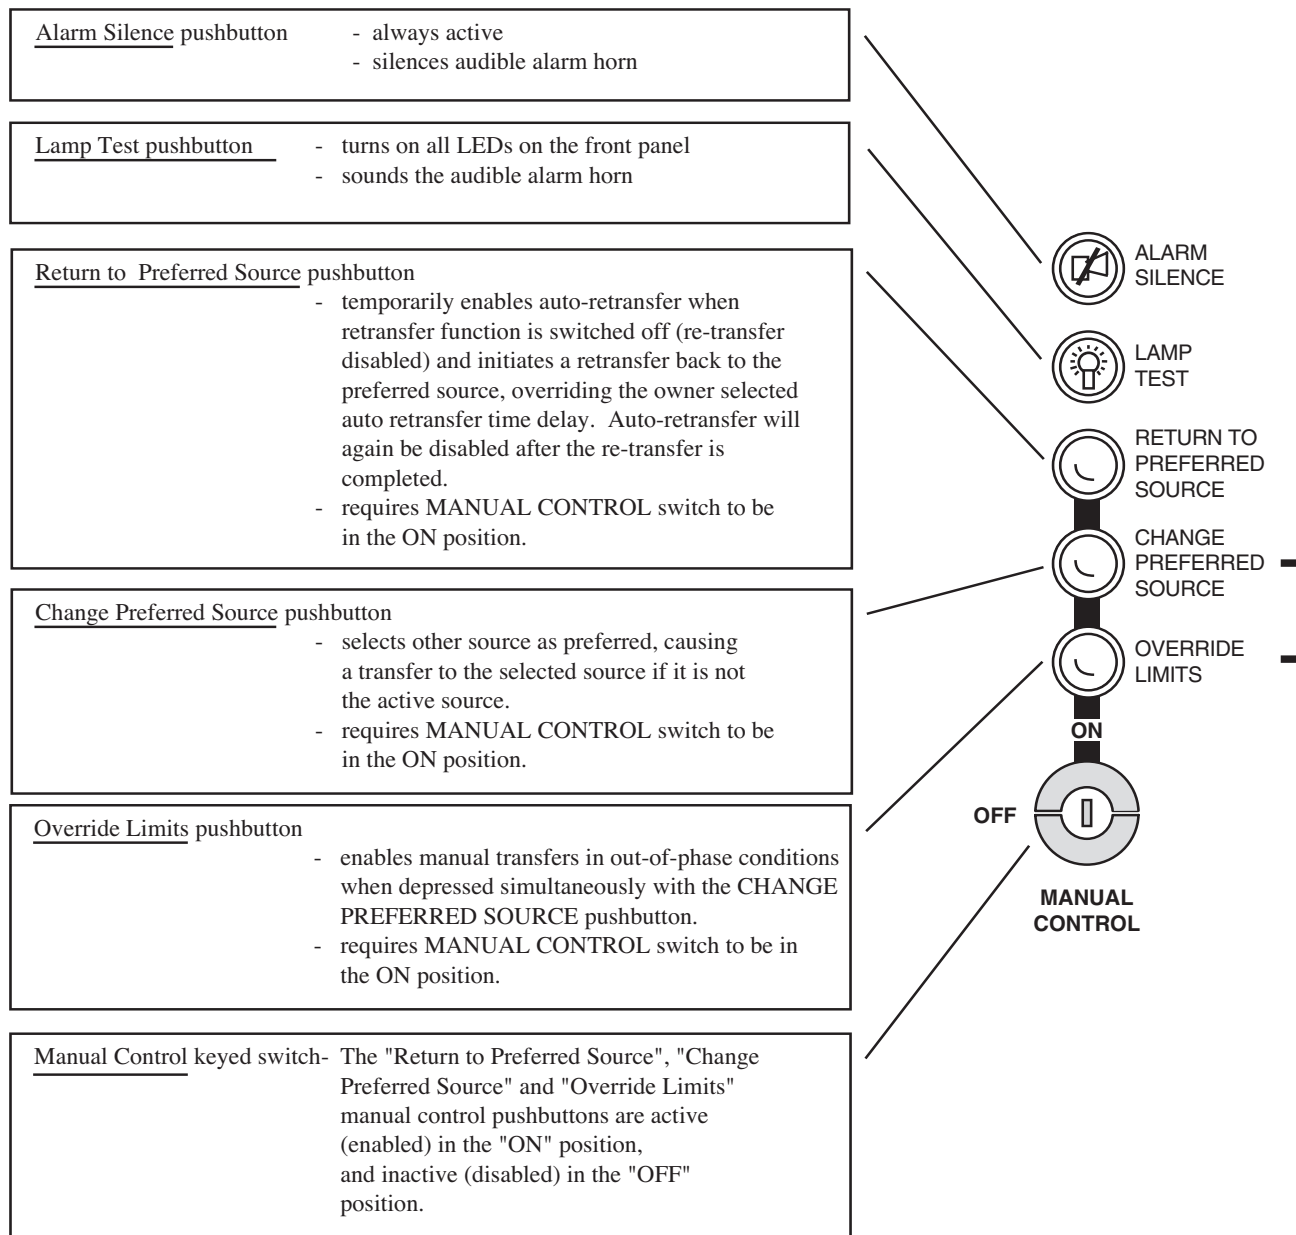 Alarm Silence pushbutton - always active
- silences audible alarm horn
Lamp Test pushbutton - turns on all LEDs on the front panel
- sounds the audible alarm horn
Return to Preferred Source pushbutton
- temporarily enables auto-retransfer when
retransfer function is switched off (re-transfer
disabled) and initiates a retransfer back to the
preferred source, overriding the owner selected
auto retransfer time delay. Auto-retransfer will
again be disabled after the re-transfer is
completed.
- requires MANUAL CONTROL switch to be
in the ON position.
Change Preferred Source pushbutton
- selects other source as preferred, causing
a transfer to the selected source if it is not
the active source.
- requires MANUAL CONTROL switch to be
in the ON position.
Override Limits pushbutton
- enables manual transfers in out-of-phase conditions
when depressed simultaneously with the CHANGE
PREFERRED SOURCE pushbutton.
- requires MANUAL CONTROL switch to be in
the ON position.
Manual Control keyed switch- The "Return to Preferred Source", "Change
Preferred Source" and "Override Limits"
manual control pushbuttons are active
(enabled) in the "ON" position,
and inactive (disabled) in the "OFF"
position.
ALARM
SILENCE
LAMP
TEST
RETURN TO
PREFERRED
SOURCE
CHANGE
PREFERRED
SOURCE
OVERRIDE
LIMITS
ON
OFF
MANUAL
CONTROL